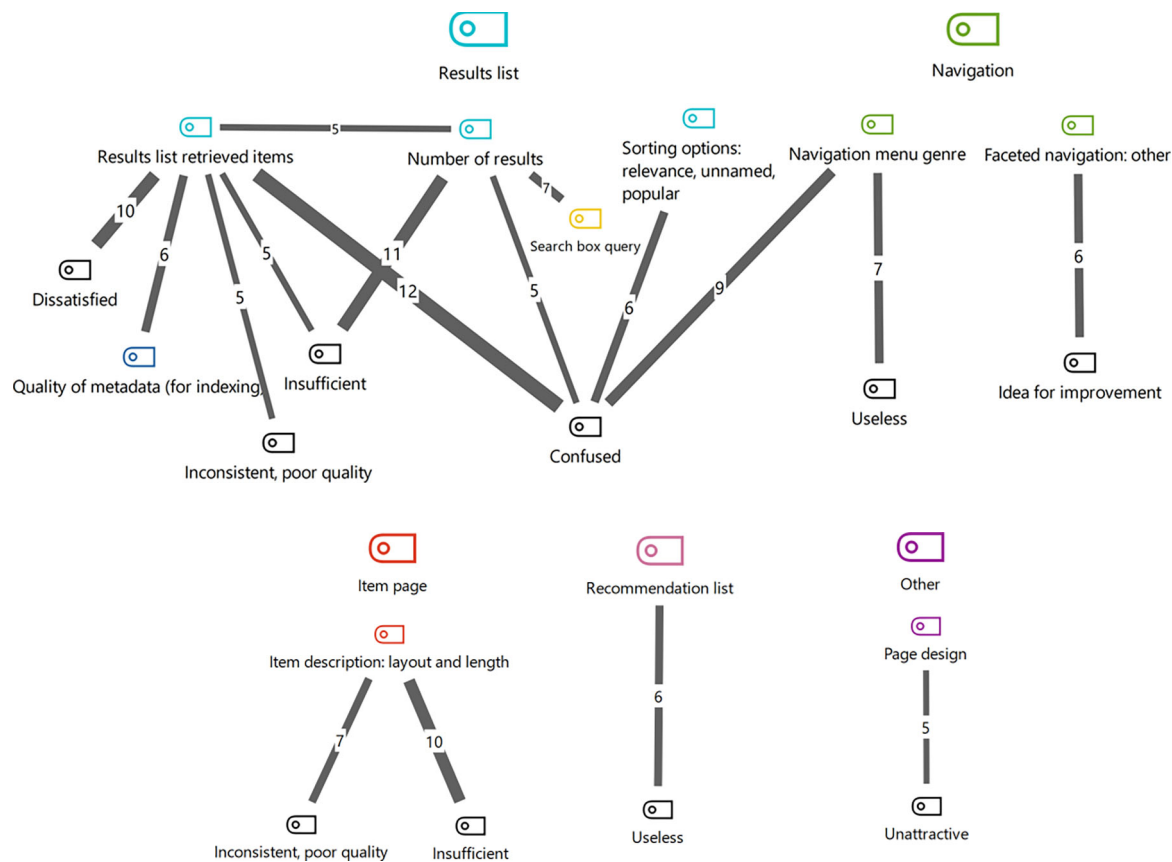 Results list
Navigation
5
Results list retrieved items
Number of results
Sorting options:
relevance, unnamed,
popular
Navigation menu genre
Faceted navigation: other
7
Search box query
10
6
5
5
11
12
5
6
9
7
6
Dissatisfied
Quality of metadata (for indexing)
Insufficient
Useless
Idea for improvement
Inconsistent, poor quality
Confused
Item page
Recommendation list
Other
Item description: layout and length
Page design
7
10
6
5
Inconsistent, poor quality
Insufficient
Useless
Unattractive